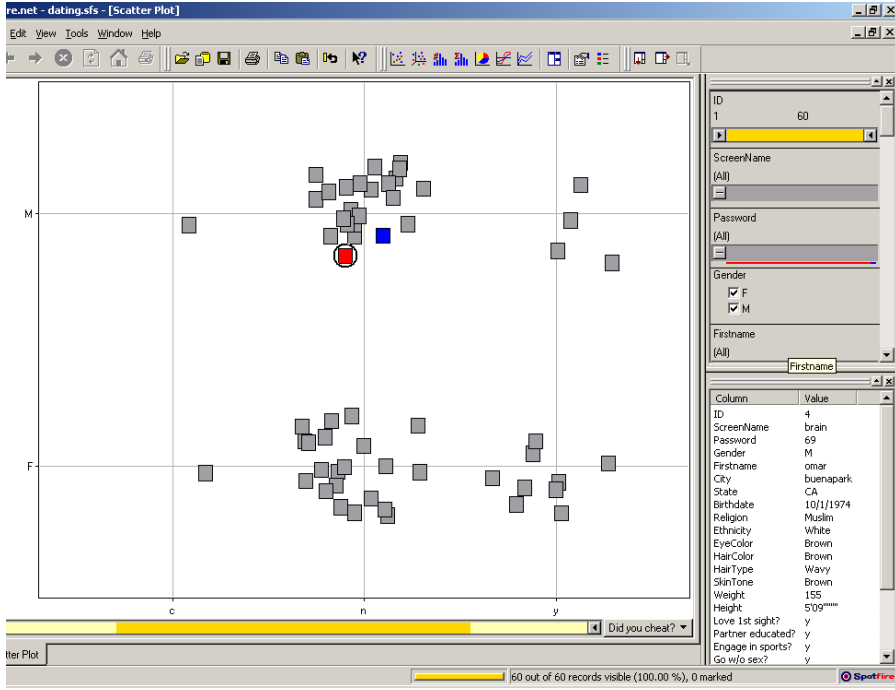 re.net - dating.sfs - [Scatter Plot]
Edit View Tools Window Help
ID
1 60
ScreenName
(All)
Password
(All)
Gender
F
M
Firstname
(All)
Firstname
M
F
c n y
Did you cheat?
tter Plot
Column Value
ID 4
ScreenName brain
Password 69
Gender M
Firstname omar
City buenapark
State CA
Birthdate 10/1/1974
Religion Muslim
Ethnicity White
EyeColor Brown
HairColor Brown
HairType Wavy
SkinTone Brown
Weight 155
Height 5'09"""""
Love 1st sight? y
Partner educated? y
Engage in sports? y
Go w/o sex? y
60 out of 60 records visible (100.00 %), 0 marked
Spotfire